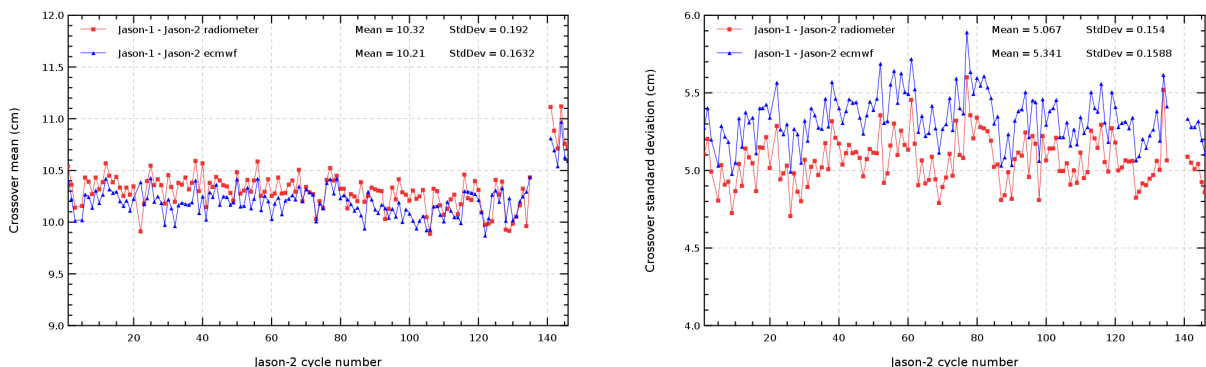 12.0
11.5
11.0
10.5
10.0
9.5
9.0
Crossover mean (cm)
Jason-1 - Jason-2 radiometer Mean = 10.32 StdDev = 0.192
Jason-1 - Jason-2 ecmwf Mean = 10.21 StdDev = 0.1632
20 40 60 80 100 120 140
Jason-2 cycle number
6.0
5.5
5.0
4.5
4.0
Crossover standard deviation (cm)
Jason-1 - Jason-2 radiometer Mean = 5.067 StdDev = 0.154
Jason-1 - Jason-2 ecmwf Mean = 5.341 StdDev = 0.1588
20 40 60 80 100 120 140
Jason-2 cycle number